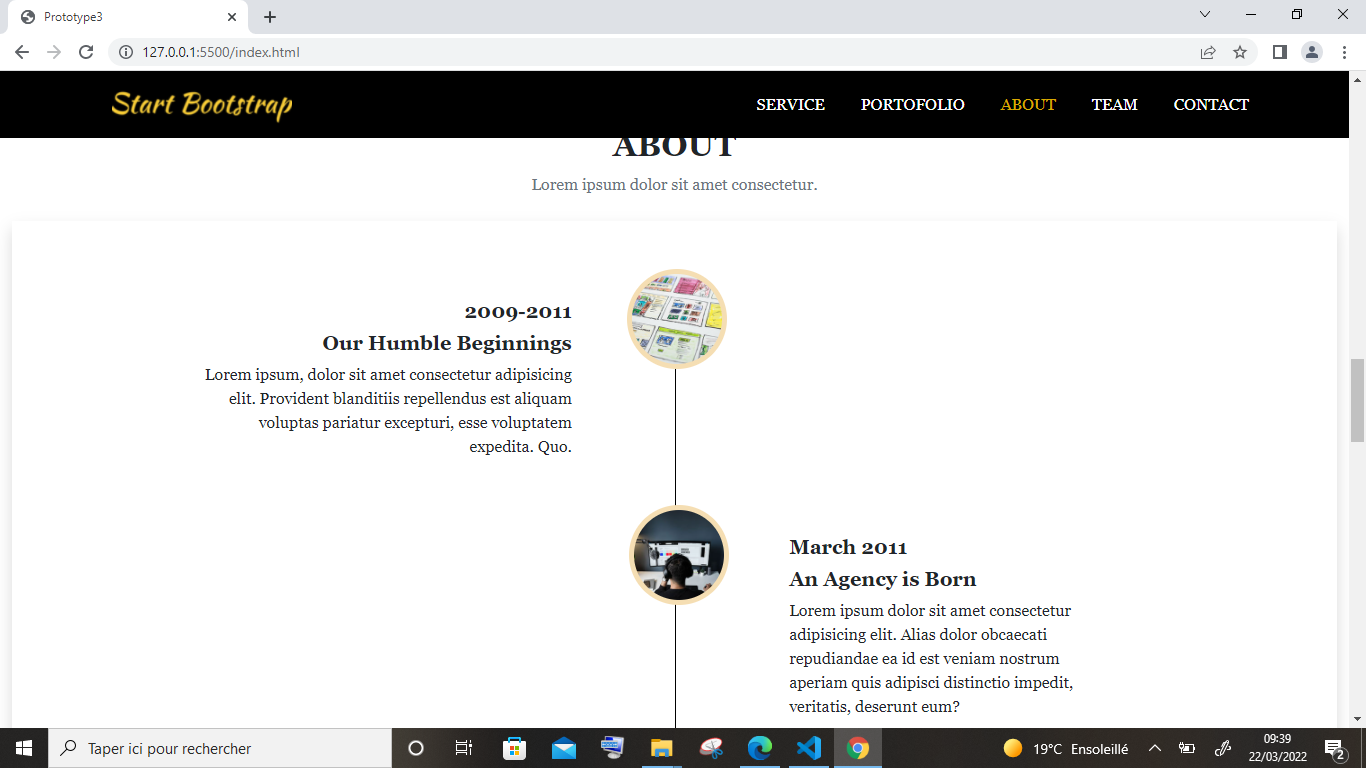 Prototype3
127.0.0.1:5500/index.html
Start Bootstrap
SERVICE
PORTOFOLIO
ABOUT
TEAM
CONTACT
ABOUT
Lorem ipsum dolor sit amet consectetur.
2009-2011
Our Humble Beginnings
Lorem ipsum, dolor sit amet consectetur adipisicing
elit. Provident blanditiis repellendus est aliquam
voluptas pariatur excepturi, esse voluptatem
expedita. Quo.
March 2011
An Agency is Born
Lorem ipsum dolor sit amet consectetur
adipisicing elit. Alias dolor obcaecati
repudiandae ea id est veniam nostrum
aperiam quis adipisci distinctio impedit,
veritatis, deserunt eum?
Taper ici pour rechercher
19°C Ensoleillé
09:39
22/03/2022
2